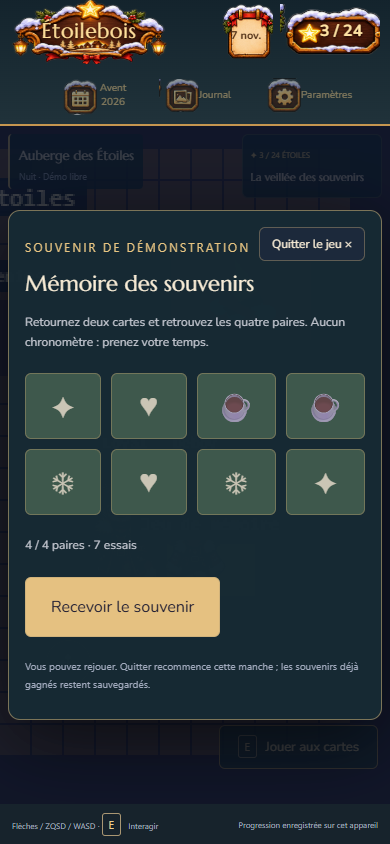 Etoilebois
7 nov.
3 / 24
Avent
2026
Journal
Paramètres
Auberge des Étoiles
Nuit · Démo libre
✦ 3 / 24 ÉTOILES
La veillée des souvenirs
toiles
SOUVENIR DE DÉMONSTRATION
Quitter le jeu ×
Mémoire des souvenirs
Retournez deux cartes et retrouvez les quatre paires. Aucun
chronomètre : prenez votre temps.
4 / 4 paires · 7 essais
Recevoir le souvenir
Vous pouvez rejouer. Quitter recommence cette manche ; les souvenirs déjà
gagnés restent sauvegardés.
E Jouer aux cartes
Flèches / ZQSD / WASD · E Interagir
Progression enregistrée sur cet appareil